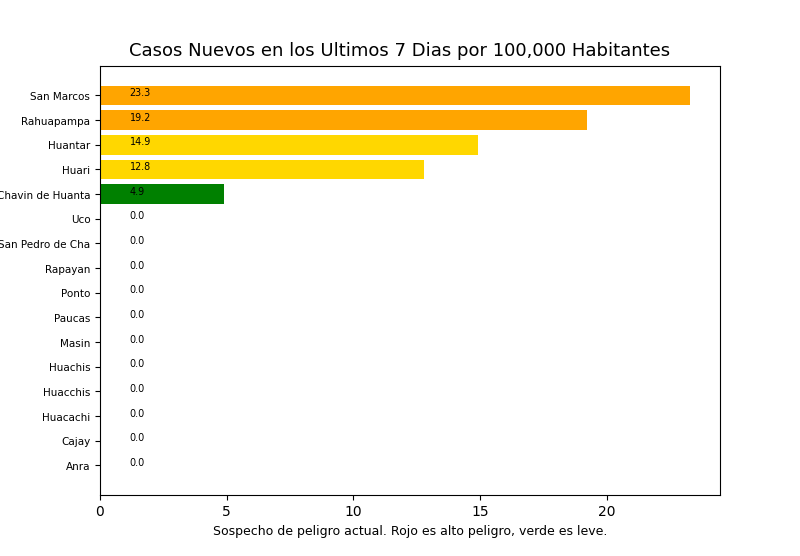 Casos Nuevos en los Ultimos 7 Dias por 100,000 Habitantes
San Marcos 23.3
Rahuapampa 19.2
Huantar 14.9
Huari 12.8
Chavin de Huanta 4.9
Uco 0.0
San Pedro de Cha 0.0
Rapayan 0.0
Ponto 0.0
Paucas 0.0
Masin 0.0
Huachis 0.0
Huacchis 0.0
Huacachi 0.0
Cajay 0.0
Anra 0.0
0 5 10 15 20
Sospecho de peligro actual. Rojo es alto peligro, verde es leve.